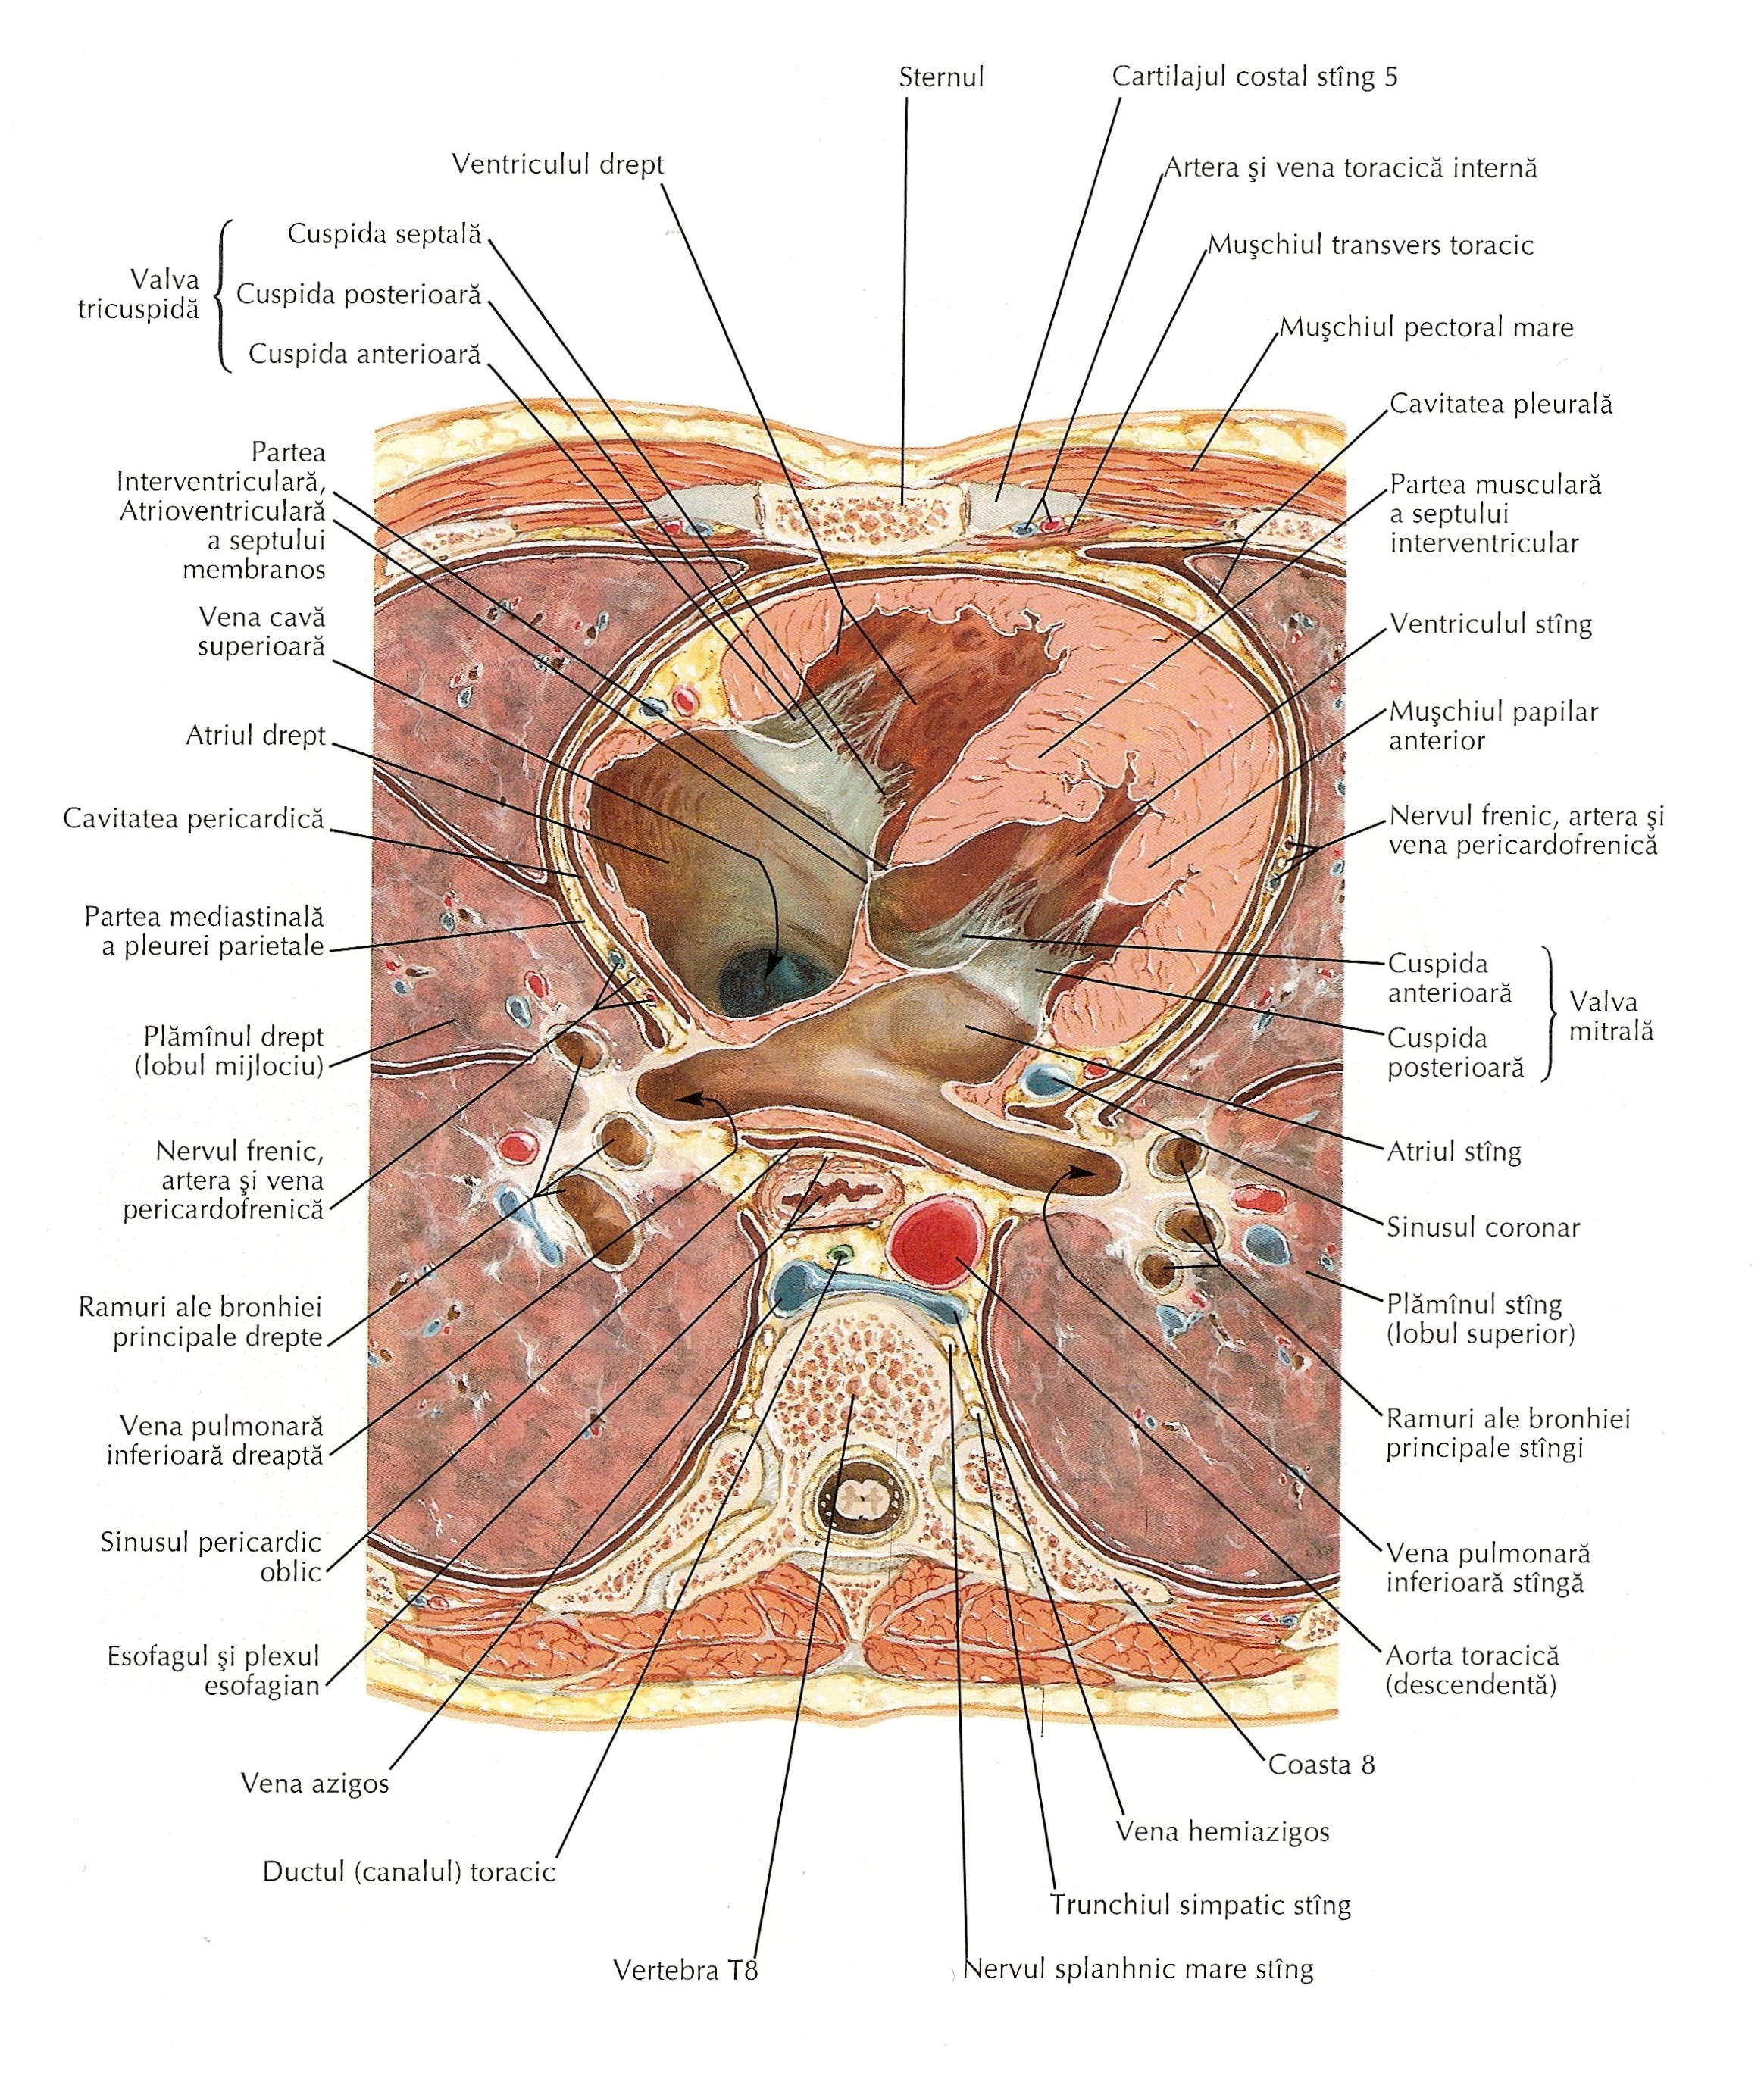 Sternul
Cartilajul costal stîng 5
Ventriculul drept
Artera şi vena toracică internă
Cuspida septală
Muşchiul transvers toracic
Valva
tricuspidă
Cuspida posterioară
Cuspida anterioară
Muşchiul pectoral mare
Cavitatea pleurală
Partea
Interventriculară,
Atrioventriculară
a septului
membranos
Partea musculară
a septului
interventricular
Vena cavă
superioară
Ventriculul stîng
Atriul drept
Muşchiul papilar
anterior
Cavitatea pericardică
Nervul frenic, artera şi
vena pericardofrenică
Partea mediastinală
a pleurei parietale
Cuspida
anterioară
Cuspida
posterioară
Valva
mitrală
Plămînul drept
(lobul mijlociu)
Nervul frenic,
artera şi vena
pericardofrenică
Atriul stîng
Sinusul coronar
Ramuri ale bronhiei
principale drepte
Plămînul stîng
(lobul superior)
Vena pulmonară
inferioară dreaptă
Ramuri ale bronhiei
principale stîngi
Sinusul pericardic
oblic
Vena pulmonară
inferioară stîngă
Esofagul şi plexul
esofagian
Aorta toracică
(descendentă)
Vena azigos
Coasta 8
Vena hemiazigos
Ductul (canalul) toracic
Trunchiul simpatic stîng
Vertebra T8
Nervul splanhnic mare stîng